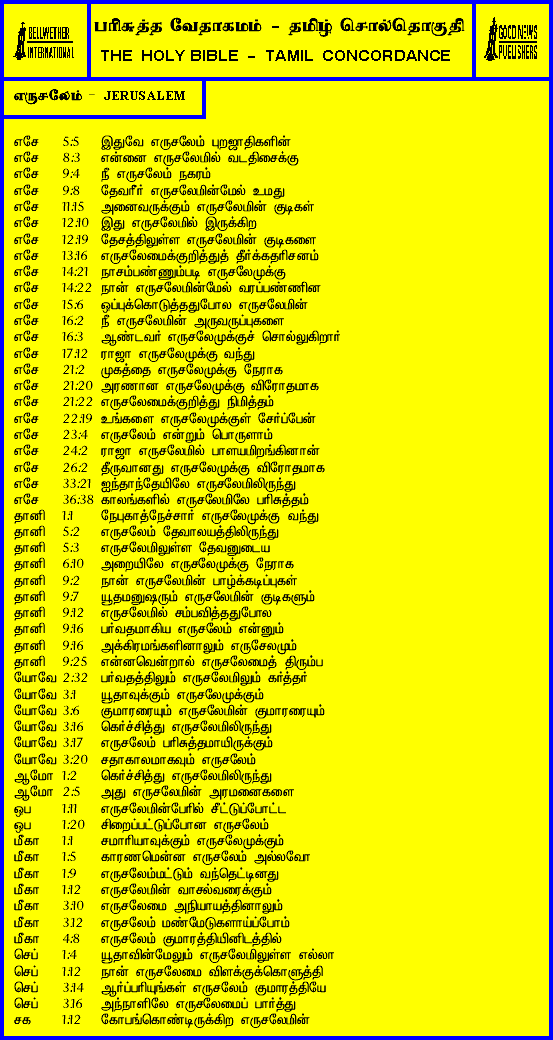 BELLWETHER
INTERNATIONAL
பரிசுத்த வேதாகமம் - தமிழ் சொல்தொகுதி
THE HOLY BIBLE - TAMIL CONCORDANCE
GOOD NEWS
PUBLISHERS
எருசலேம் - JERUSALEM
எசே 5:5 இதுவே எருசலேம் புறஜாதிகளின்
எசே 8:3 என்னை எருசலேமில் வடதிசைக்கு
எசே 9:4 நீ எருசலேம் நகரம்
எசே 9:8 தேவரீர் எருசலேமின்மேல் உமது
எசே 11:15 அனைவருக்கும் எருசலேமின் குடிகள்
எசே 12:10 இது எருசலேமில் இருக்கிற
எசே 12:19 தேசத்திலுள்ள எருசலேமின் குடிகளை
எசே 13:16 எருசலேமைக்குறித்துத் தீர்க்கதரிசனம்
எசே 14:21 நாசம்பண்ணும்படி எருசலேமுக்கு
எசே 14:22 நான் எருசலேமின்மேல் வரப்பண்ணின
எசே 15:6 ஒப்புக்கொடுத்ததுபோல எருசலேமின்
எசே 16:2 நீ எருசலேமின் அருவருப்புகளை
எசே 16:3 ஆண்டவர் எருசலேமுக்குச் சொல்லுகிறார்
எசே 17:12 ராஜா எருசலேமுக்கு வந்து
எசே 21:2 முகத்தை எருசலேமுக்கு நேராக
எசே 21:20 அரணான எருசலேமுக்கு விரோதமாக
எசே 21:22 எருசலேமைக்குறித்து நிமித்தம்
எசே 22:19 உங்களை எருசலேமுக்குள் சேர்ப்பேன்
எசே 23:4 எருசலேம் என்றும் பொருளாம்
எசே 24:2 ராஜா எருசலேமில் பாளயமிறங்கினான்
எசே 26:2 தீருவானது எருசலேமுக்கு விரோதமாக
எசே 33:21 ஐந்தாந்தேயிலே எருசலேமிலிருந்து
எசே 36:38 காலங்களில் எருசலேமிலே பரிசுத்தம்
தானி 1:1 நேபுகாத்நேச்சார் எருசலேமுக்கு வந்து
தானி 5:2 எருசலேம் தேவாலயத்திலிருந்து
தானி 5:3 எருசலேமிலுள்ள தேவனுடைய
தானி 6:10 அறையிலே எருசலேமுக்கு நேராக
தானி 9:2 நான் எருசலேமின் பாழ்க்கடிப்புகள்
தானி 9:7 யூதமனுஷரும் எருசலேமின் குடிகளும்
தானி 9:12 எருசலேமில் சம்பவித்ததுபோல
தானி 9:16 பர்வதமாகிய எருசலேம் என்னும்
தானி 9:16 அக்கிரமங்களினாலும் எருசேலமும்
தானி 9:25 என்னவென்றால் எருசலேமைத் திரும்ப
யோவே 2:32 பர்வதத்திலும் எருசலேமிலும் கர்த்தர்
யோவே 3:1 யூதாவுக்கும் எருசலேமுக்கும்
யோவே 3:6 குமாரரையும் எருசலேமின் குமாரரையும்
யோவே 3:16 கெர்ச்சித்து எருசலேமிலிருந்து
யோவே 3:17 எருசலேம் பரிசுத்தமாயிருக்கும்
யோவே 3:20 சதாகாலமாகவும் எருசலேம்
ஆமோ 1:2 கெர்ச்சித்து எருசலேமிலிருந்து
ஆமோ 2:5 அது எருசலேமின் அரமனைகளை
ஒப 1:11 எருசலேமின்பேரில் சீட்டுப்போட்ட
ஒப 1:20 சிறைப்பட்டுப்போன எருசலேம்
மீகா 1:1 சமாரியாவுக்கும் எருசலேமுக்கும்
மீகா 1:5 காரணமென்ன எருசலேம் அல்லவோ
மீகா 1:9 எருசலேம்மட்டும் வந்தெட்டினது
மீகா 1:12 எருசலேமின் வாசல்வரைக்கும்
மீகா 3:10 எருசலேமை அநியாயத்தினாலும்
மீகா 3:12 எருசலேம் மண்மேடுகளாய்ப்போம்
மீகா 4:8 எருசலேம் குமாரத்தியினிடத்தில்
செப் 1:4 யூதாவின்மேலும் எருசலேமிலுள்ள எல்லா
செப் 1:12 நான் எருசலேமை விளக்குக்கொளுத்தி
செப் 3:14 ஆர்ப்பரியுங்கள் எருசலேம் குமாரத்தியே
செப் 3:16 அந்நாளிலே எருசலேமைப் பார்த்து
சக 1:12 கோபங்கொண்டிருக்கிற எருசலேமின்